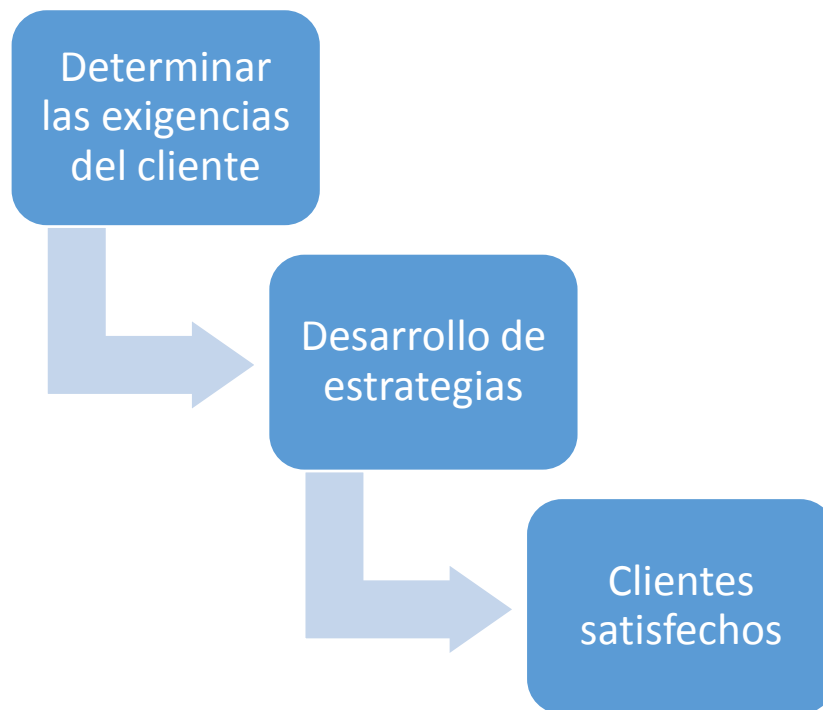 Determinar
las exigencias
del cliente
Desarrollo de
estrategias
Clientes
satisfechos